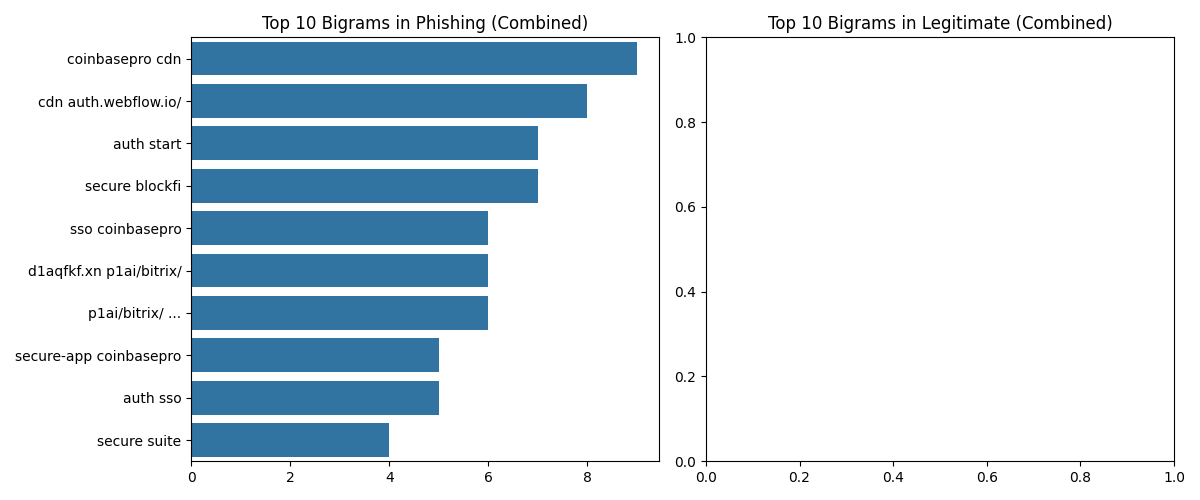 Top 10 Bigrams in Phishing (Combined)
coinbasepro cdn
cdn auth.webflow.io/
auth start
secure blockfi
sso coinbasepro
d1aqfkf.xn p1ai/bitrix/
p1ai/bitrix/ ...
secure-app coinbasepro
auth sso
secure suite
0 2 4 6 8
Top 10 Bigrams in Legitimate (Combined)
1.0
0.8
0.6
0.4
0.2
0.0
0.0 0.2 0.4 0.6 0.8 1.0